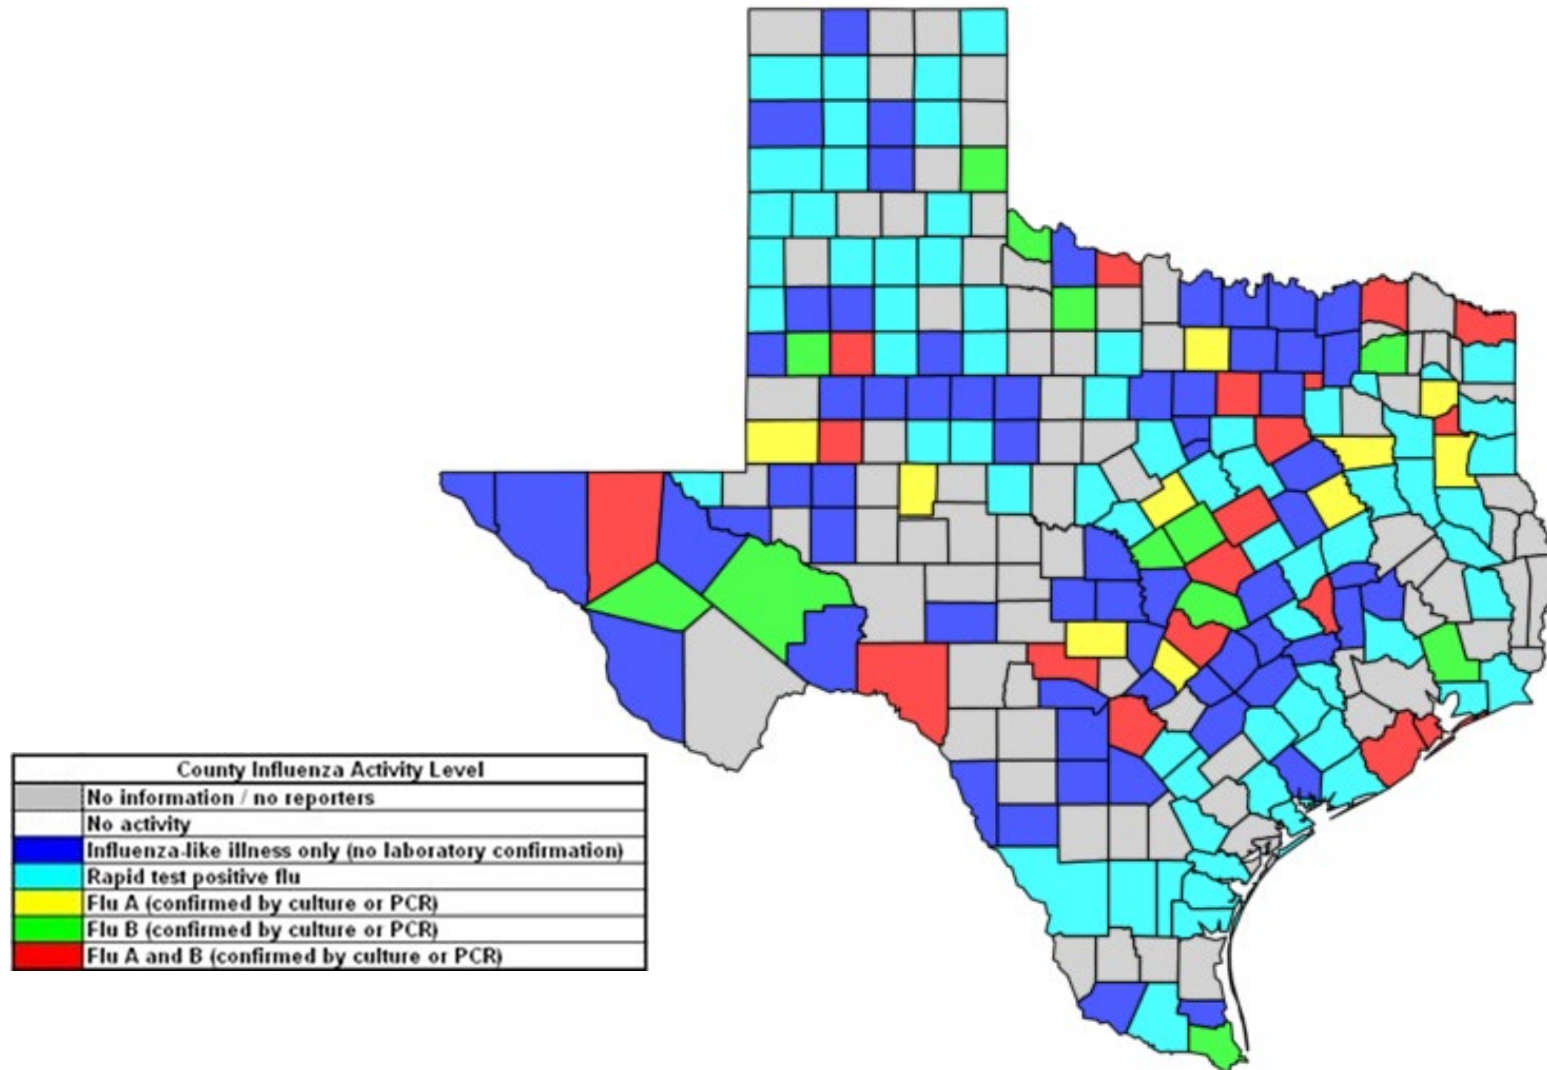 County Influenza Activity Level
No information / no reporters
No activity
Influenza-like illness only (no laboratory confirmation)
Rapid test positive flu
Flu A (confirmed by culture or PCR)
Flu B (confirmed by culture or PCR)
Flu A and B (confirmed by culture or PCR)